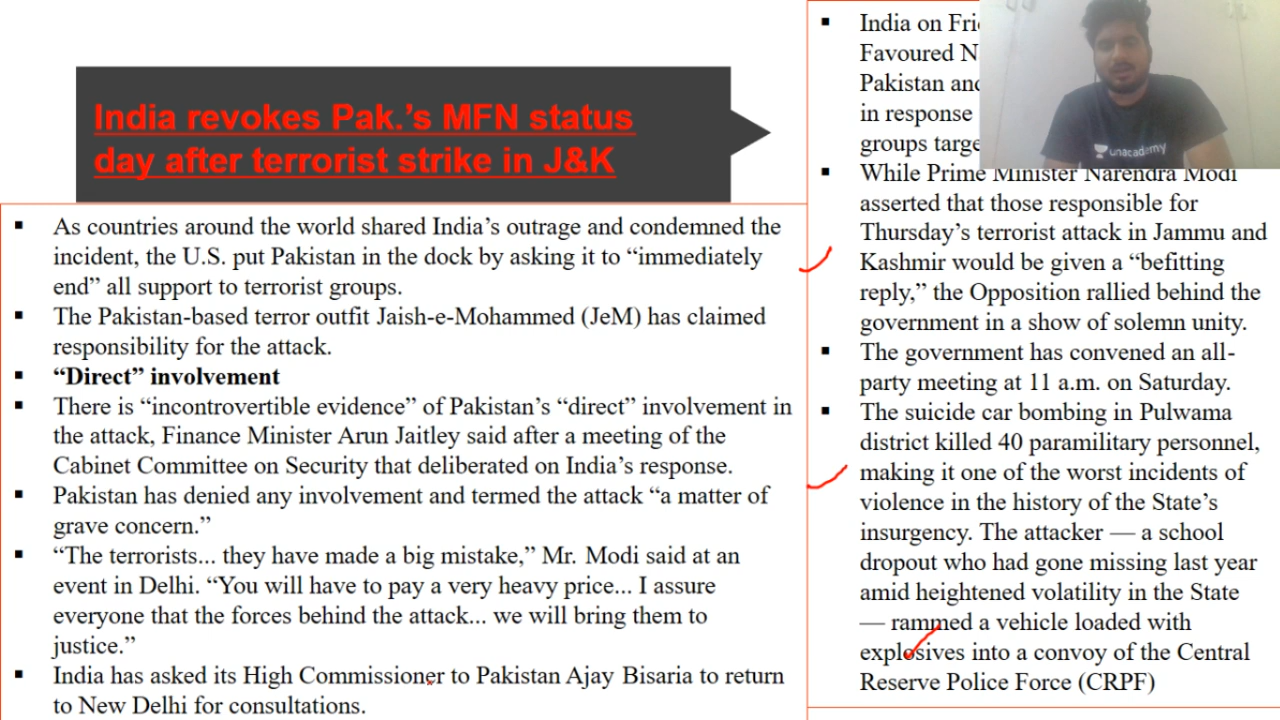 India revokes Pak.’s MFN status
day after terrorist strike in J&K
▪ As countries around the world shared India’s outrage and condemned the
incident, the U.S. put Pakistan in the dock by asking it to “immediately
end” all support to terrorist groups.
▪ The Pakistan-based terror outfit Jaish-e-Mohammed (JeM) has claimed
responsibility for the attack.
▪ “Direct” involvement
▪ There is “incontrovertible evidence” of Pakistan’s “direct” involvement in
the attack, Finance Minister Arun Jaitley said after a meeting of the
Cabinet Committee on Security that deliberated on India’s response.
▪ Pakistan has denied any involvement and termed the attack “a matter of
grave concern.”
▪ “The terrorists... they have made a big mistake,” Mr. Modi said at an
event in Delhi. “You will have to pay a very heavy price... I assure
everyone that the forces behind the attack... we will bring them to
justice.”
▪ India has asked its High Commissioner to Pakistan Ajay Bisaria to return
to New Delhi for consultations.
▪ India on
Favoured
Pakistan
in response
groups
▪ While Prime Minister Narendra Modi
asserted that those responsible for
Thursday’s terrorist attack in Jammu and
Kashmir would be given a “befitting
reply,” the Opposition rallied behind the
government in a show of solemn unity.
▪ The government has convened an all-
party meeting at 11 a.m. on Saturday.
▪ The suicide car bombing in Pulwama
district killed 40 paramilitary personnel,
making it one of the worst incidents of
violence in the history of the State’s
insurgency. The attacker — a school
dropout who had gone missing last year
amid heightened volatility in the State
— rammed a vehicle loaded with
explosives into a convoy of the Central
Reserve Police Force (CRPF)
unacademy